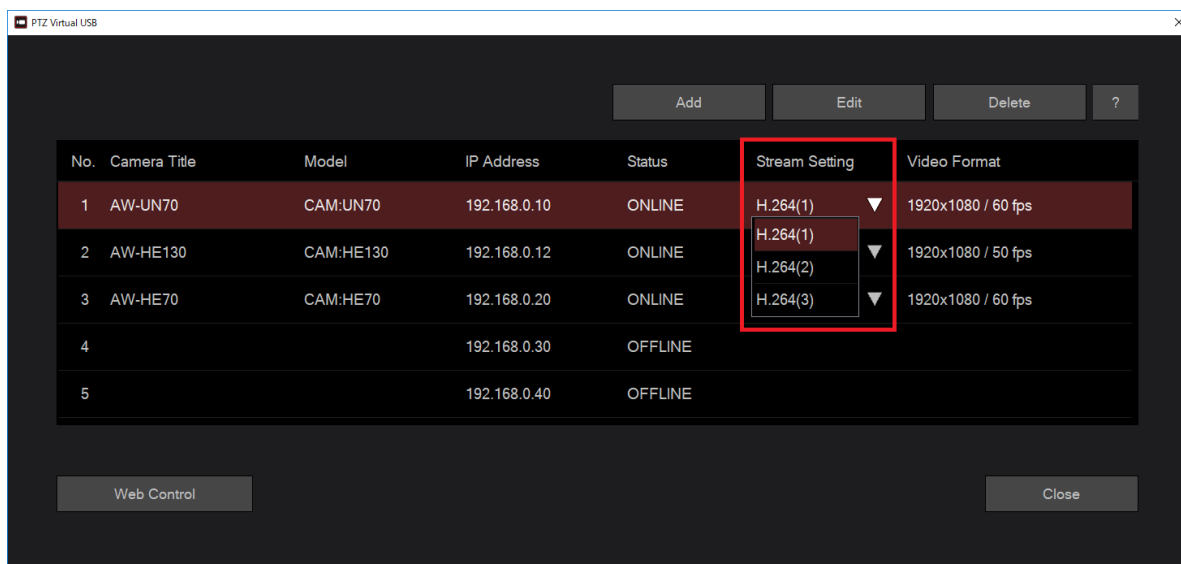 PTZ Virtual USB
Add Edit Delete ?
No. Camera Title Model IP Address Status Stream Setting Video Format
1 AW-UN70 CAM:UN70 192.168.0.10 ONLINE H.264(1) 1920x1080 / 60 fps
H.264(1)
2 AW-HE130 CAM:HE130 192.168.0.12 ONLINE 1920x1080 / 50 fps
H.264(2)
3 AW-HE70 CAM:HE70 192.168.0.20 ONLINE H.264(3) 1920x1080 / 60 fps
4 192.168.0.30 OFFLINE
5 192.168.0.40 OFFLINE
Web Control Close